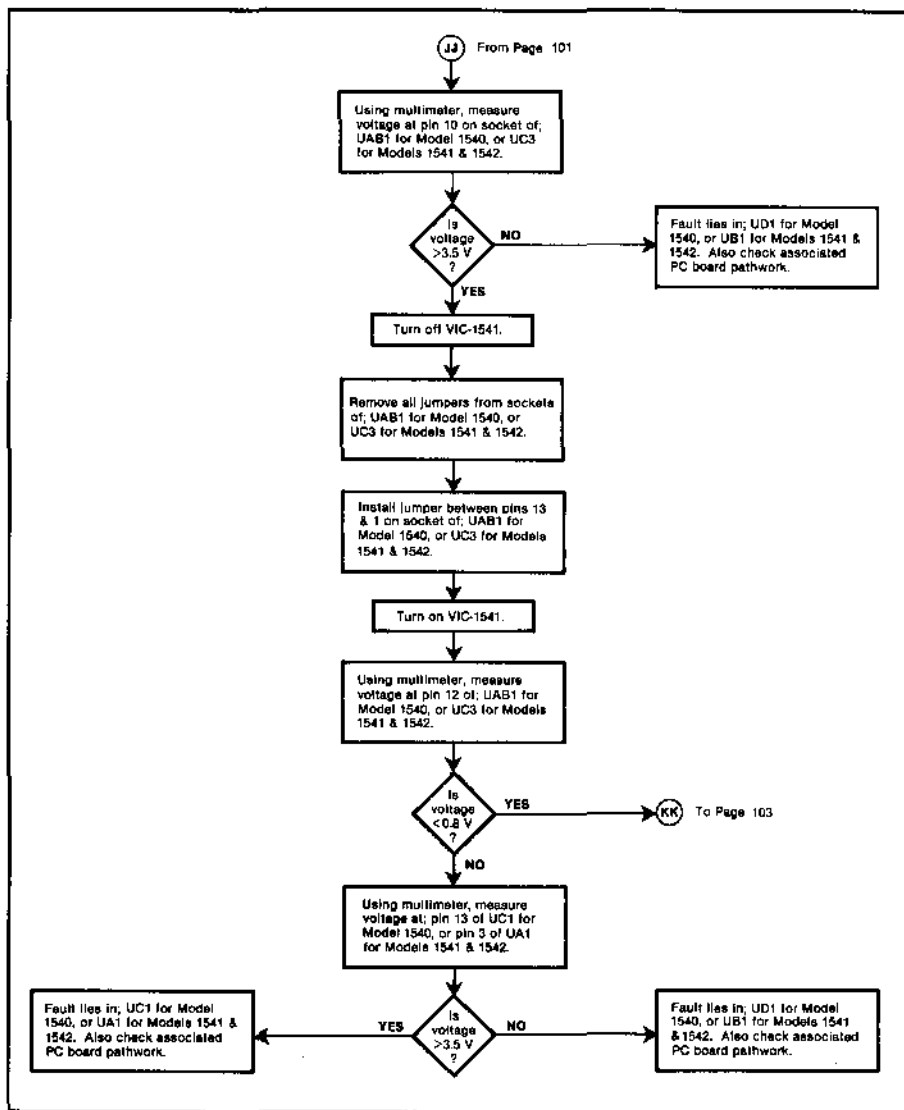 JJ From Page 101
Using multimeter, measure
voltage at pin 10 on socket of;
UAB1 for Model 1540, or UC3
for Models 1541 & 1542.
Is
voltage
>3.5 V
?
NO
Fault lies in; UD1 for Model
1540, or UB1 for Models 1541 &
1542. Also check associated
PC board pathwork.
YES
Turn off VIC-1541.
Remove all jumpers from sockets
of; UAB1 for Model 1540, or
UC3 for Models 1541 & 1542.
Install jumper between pins 13
& 1 on socket of; UAB1 for
Model 1540, or UC3 for Models
1541 & 1542.
Turn on VIC-1541.
Using multimeter, measure
voltage at pin 12 of; UAB1 for
Model 1540, or UC3 for Models
1541 & 1542.
Is
voltage
<0.8 V
?
YES
KK To Page 103
NO
Using multimeter, measure
voltage at; pin 13 of UC1 for
Model 1540, or pin 3 of UA1
for Models 1541 & 1542.
Is
voltage
>3.5 V
?
YES
Fault lies in; UC1 for Model
1540, or UA1 for Models 1541 &
1542. Also check associated
PC board pathwork.
NO
Fault lies in; UD1 for Model
1540, or UB1 for Models 1541
& 1542. Also check associated
PC board pathwork.